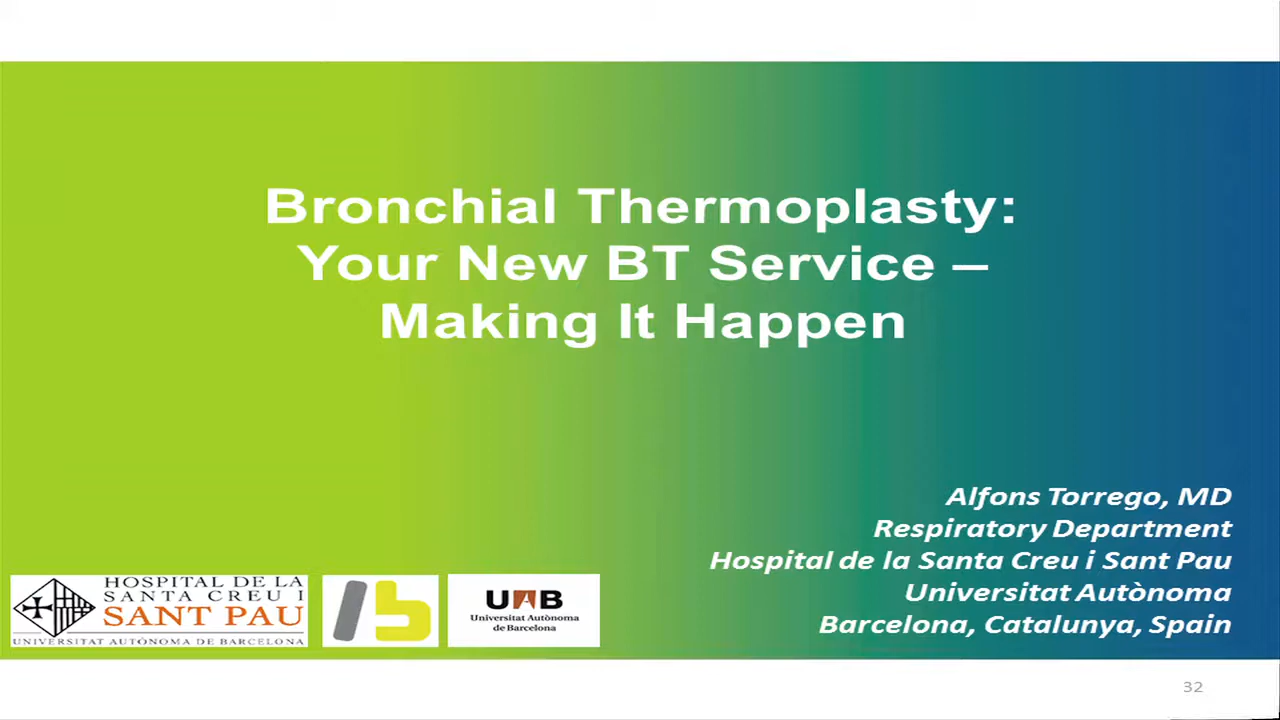 Bronchial Thermoplasty:
Your New BT Service –
Making It Happen
Alfons Torrego, MD
Respiratory Department
Hospital de la Santa Creu i Sant Pau
Universitat Autònoma
Barcelona, Catalunya, Spain
HOSPITAL DE LA
SANTA CREU I
SANT PAU
UNIVERSITAT AUTÒNOMA DE BARCELONA
UAB
Universitat Autònoma
de Barcelona
32